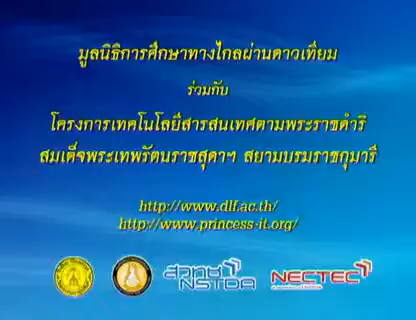 มูลนิธิการศึกษาทางไกลผ่านดาวเทียม
ร่วมกับ
โครงการเทคโนโลยีสารสนเทศตามพระราชดำริ
สมเด็จพระเทพรัตนราชสุดาฯ สยามบรมราชกุมารี
http://www.dlf.ac.th/
http://www.princess-it.org/
สวทช
NSTDA
NECTEC